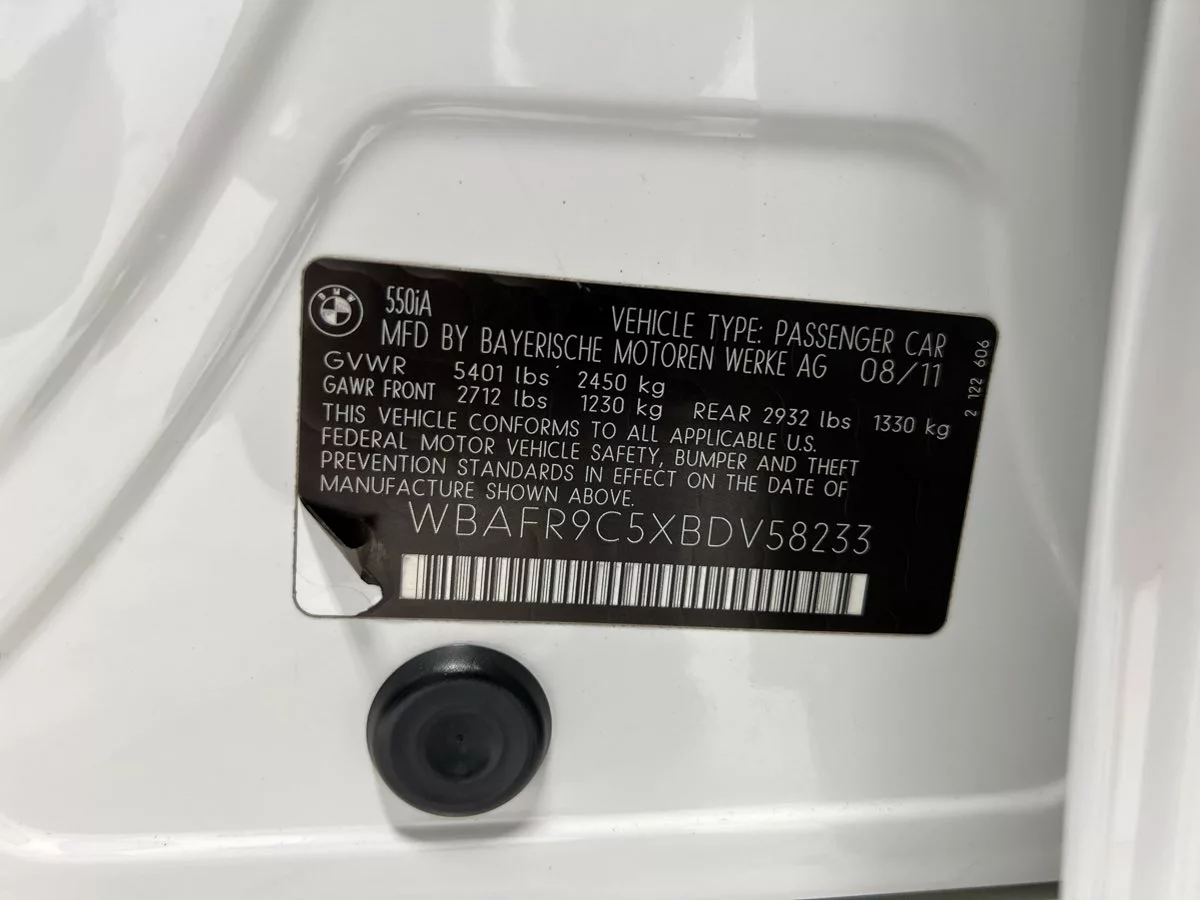 BMW
550iA
VEHICLE TYPE: PASSENGER CAR
MFD BY BAYERISCHE MOTOREN WERKE AG 08/11
GVWR 5401 lbs 2450 kg
GAWR FRONT 2712 lbs 1230 kg REAR 2932 lbs 1330 kg
THIS VEHICLE CONFORMS TO ALL APPLICABLE U.S.
FEDERAL MOTOR VEHICLE SAFETY, BUMPER AND THEFT
PREVENTION STANDARDS IN EFFECT ON THE DATE OF
MANUFACTURE SHOWN ABOVE.
WBAFR9C5XBDV58233
2 122 606